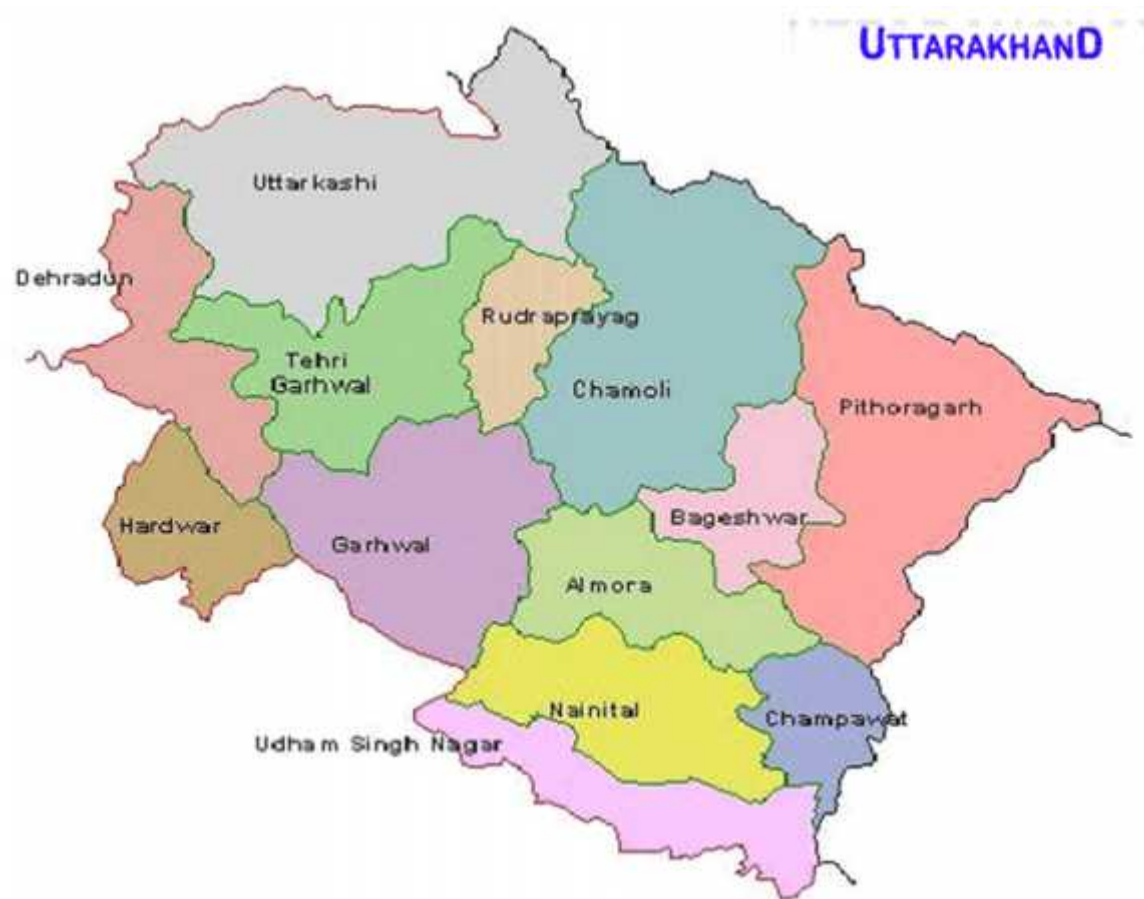 UTTARAKHAND
Uttarkashi
Dehradun
Rudraprayag
Tehri
Garhwal
Chamoli
Pithoragarh
Hardwar
Garhwal
Bageshwar
Almora
Nainital
Champawat
Udham Singh Nagar